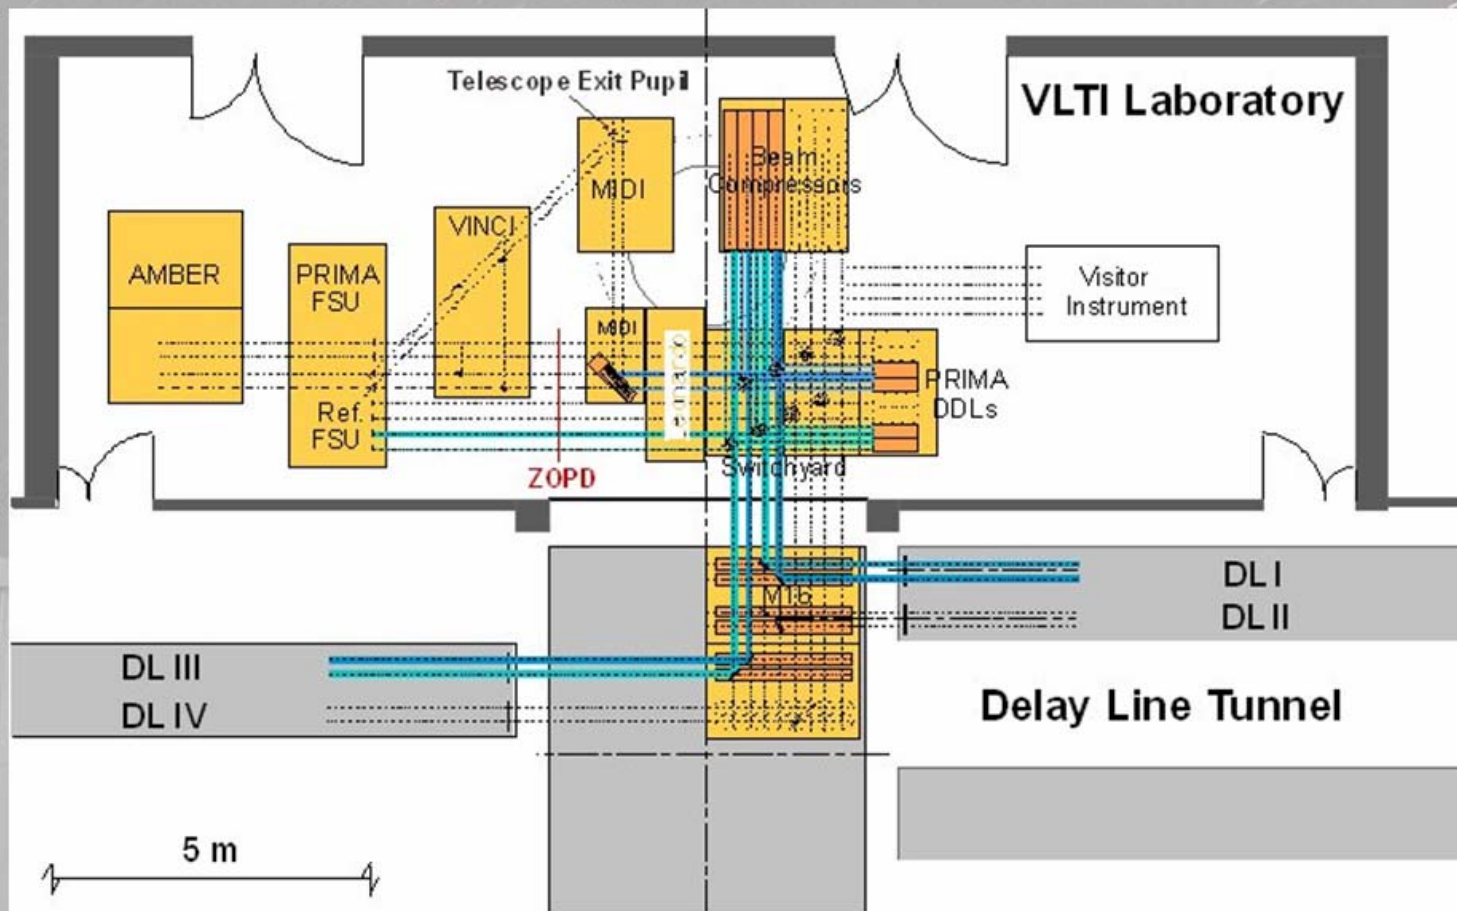 Telescope Exit Pupil
VLTI Laboratory
Beam
Compressors
MIDI
VINCI
AMBER
PRIMA
FSU
Visitor
Instrument
MIDI
PRIMA
DDLs
Ref.
FSU
Switchyard
ZOPD
DL I
M16
DL II
DL III
DL IV
Delay Line Tunnel
5 m